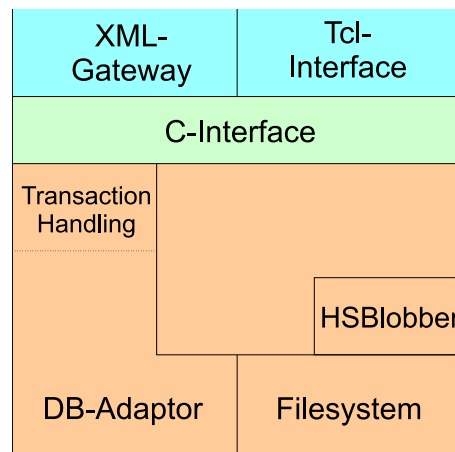 XML-
Gateway
Tcl-
Interface
C-Interface
Transaction
Handling
HSBlobber
DB-Adaptor
Filesystem